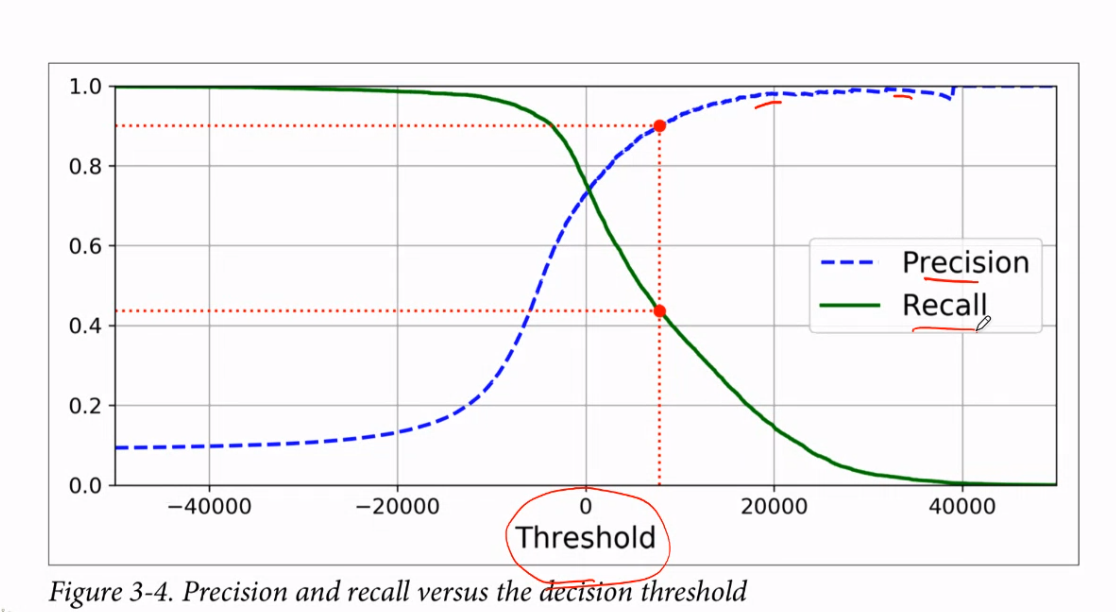 1.0
0.8
0.6
0.4
0.2
0.0
Precision
Recall
−40000 −20000 0 20000 40000
Threshold
Figure 3-4. Precision and recall versus the decision threshold